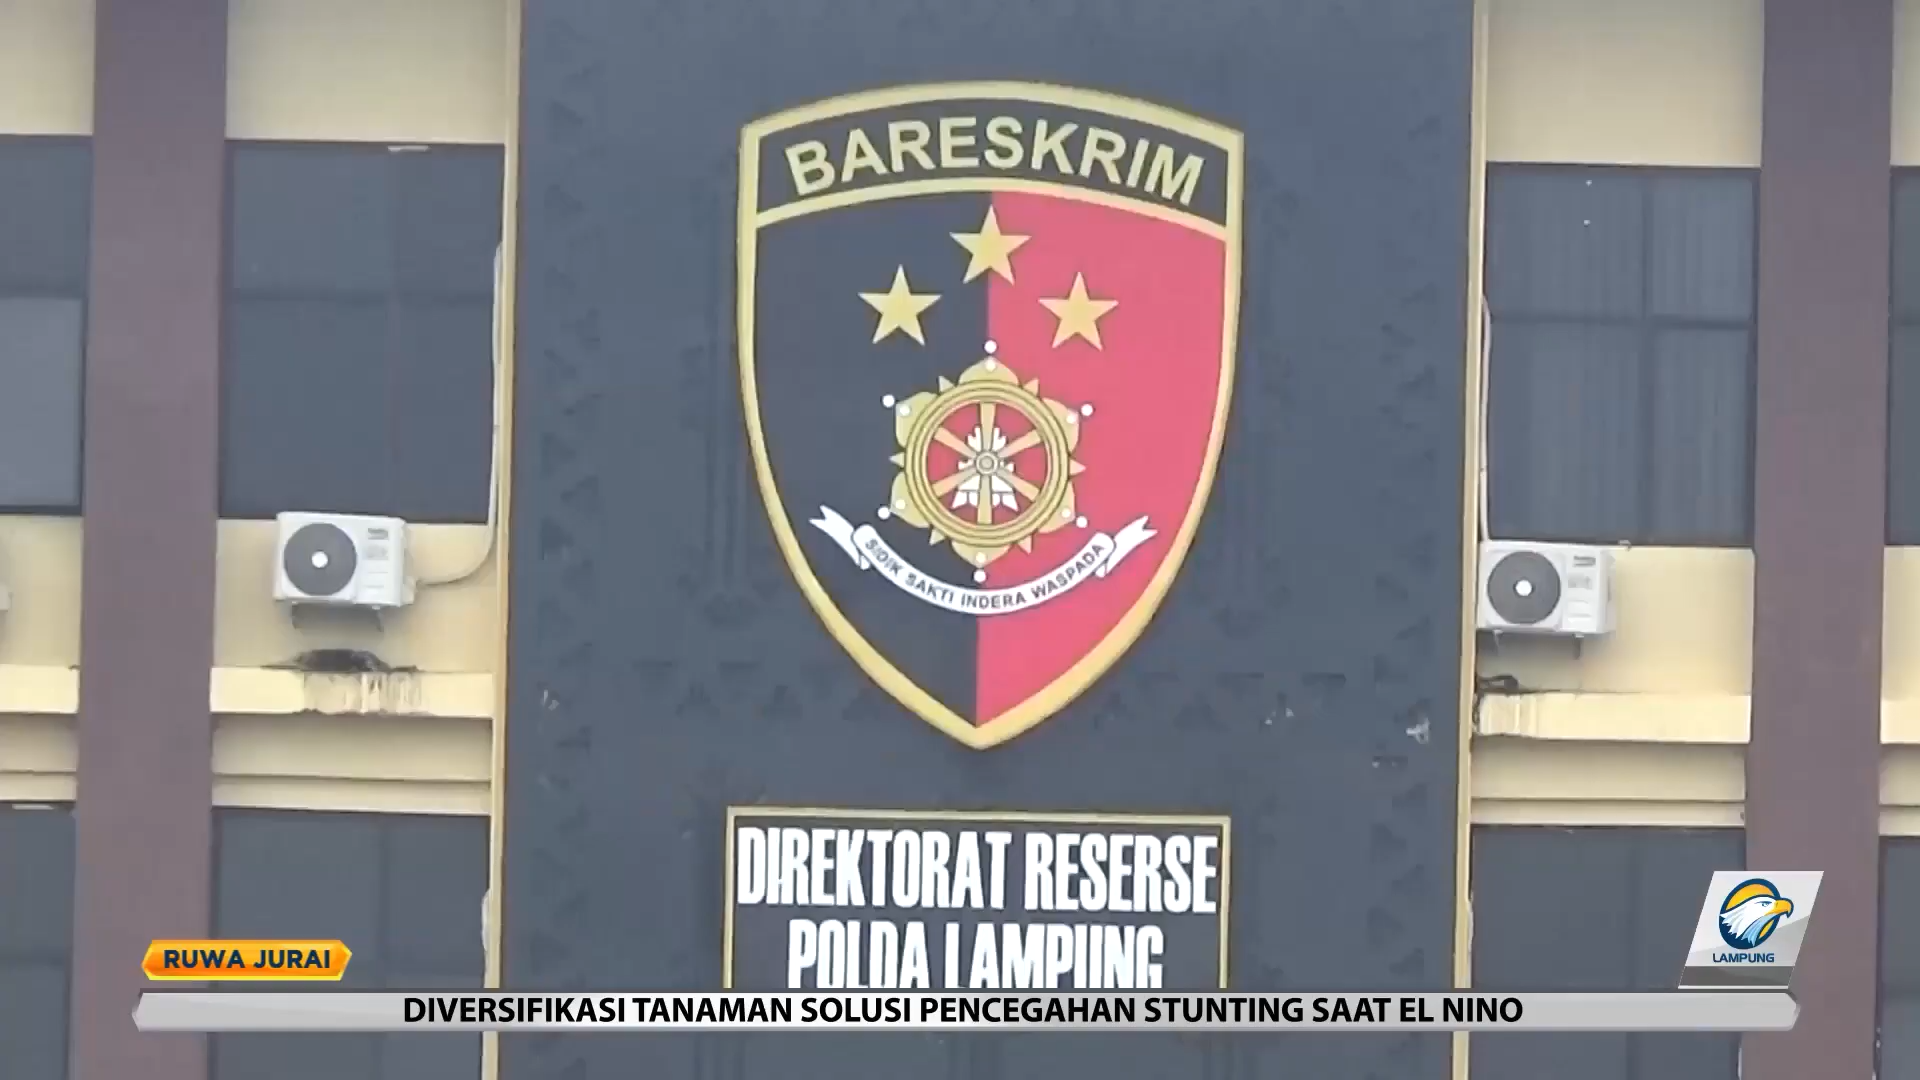 BARESKRIM
SIDIK SAKTI INDERA WASPADA
DIREKTORAT RESERSE
POLDA LAMPUNG
LAMPUNG
RUWA JURAI
DIVERSIFIKASI TANAMAN SOLUSI PENCEGAHAN STUNTING SAAT EL NINO